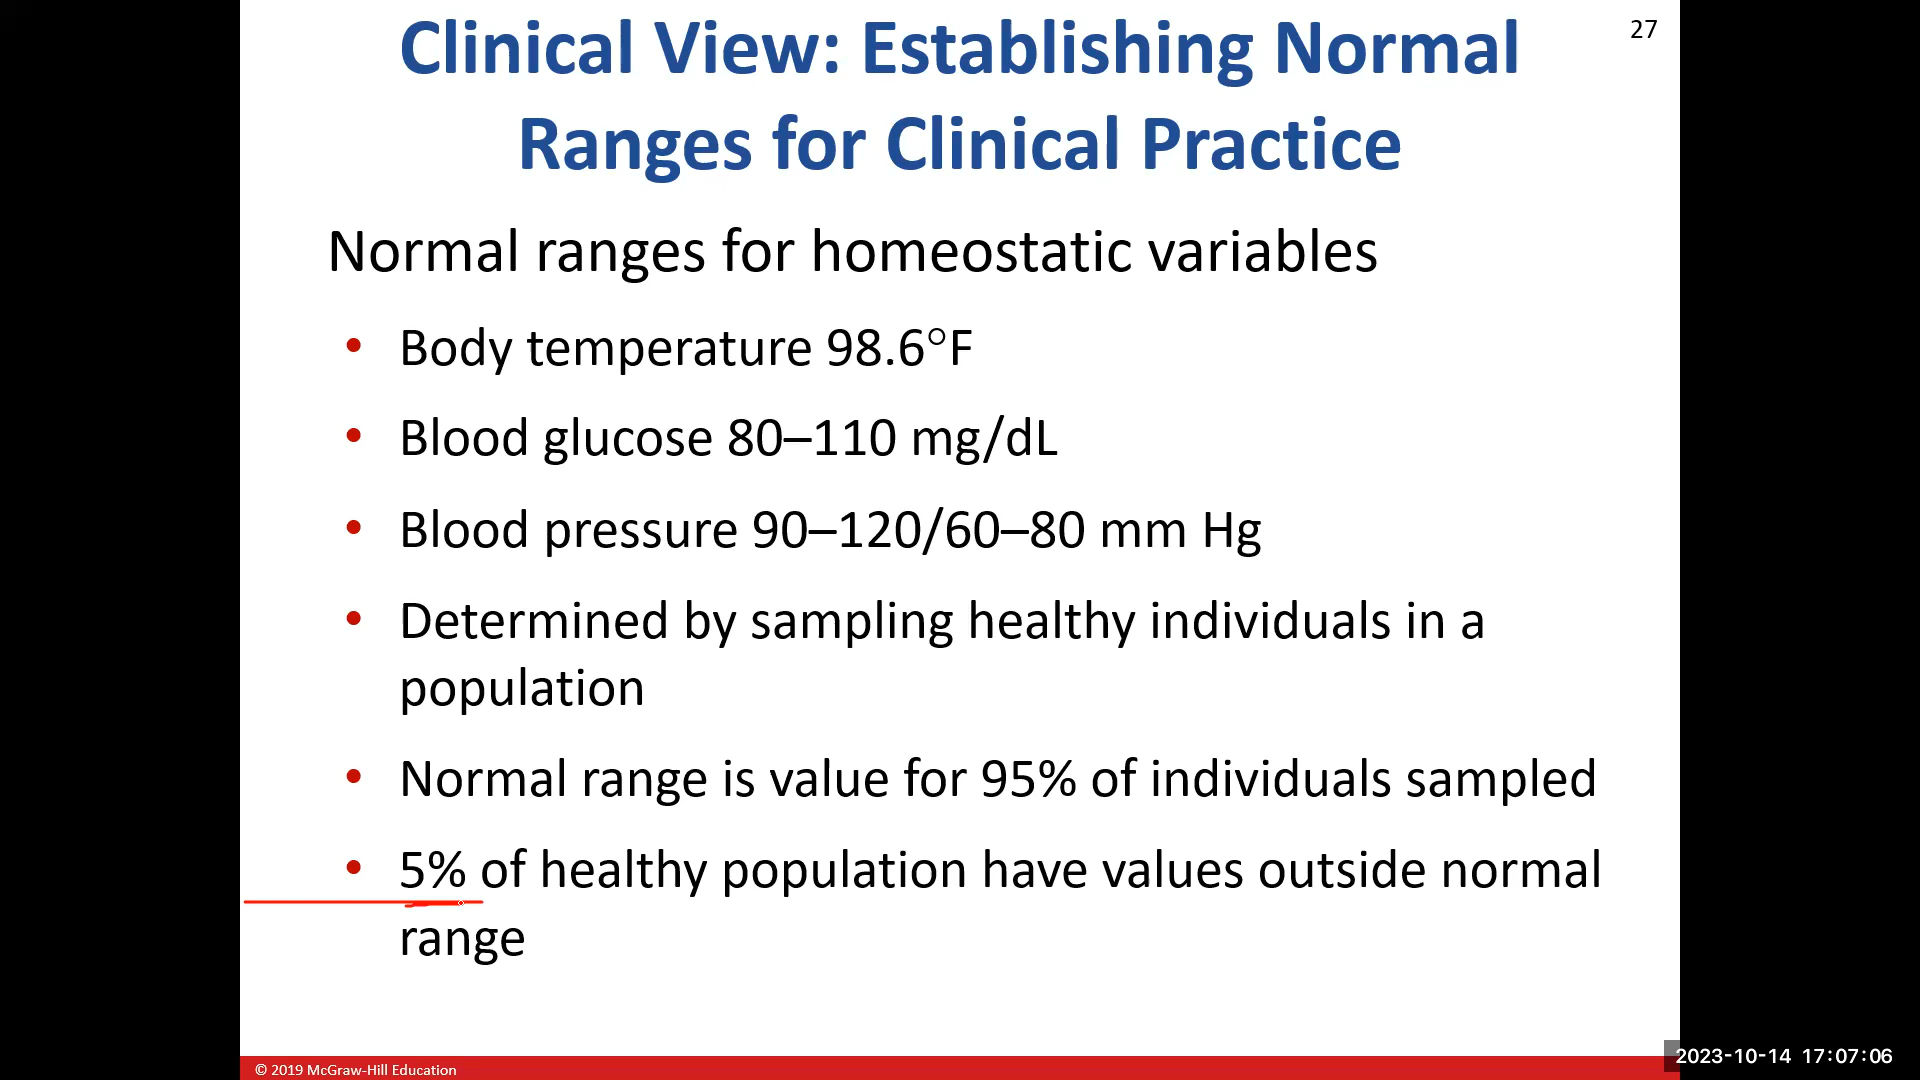 27
Clinical View: Establishing Normal
Ranges for Clinical Practice
Normal ranges for homeostatic variables
• Body temperature 98.6°F
• Blood glucose 80–110 mg/dL
• Blood pressure 90–120/60–80 mm Hg
• Determined by sampling healthy individuals in a
population
• Normal range is value for 95% of individuals sampled
• 5% of healthy population have values outside normal
range
© 2019 McGraw-Hill Education
2023-10-14 17:07:06